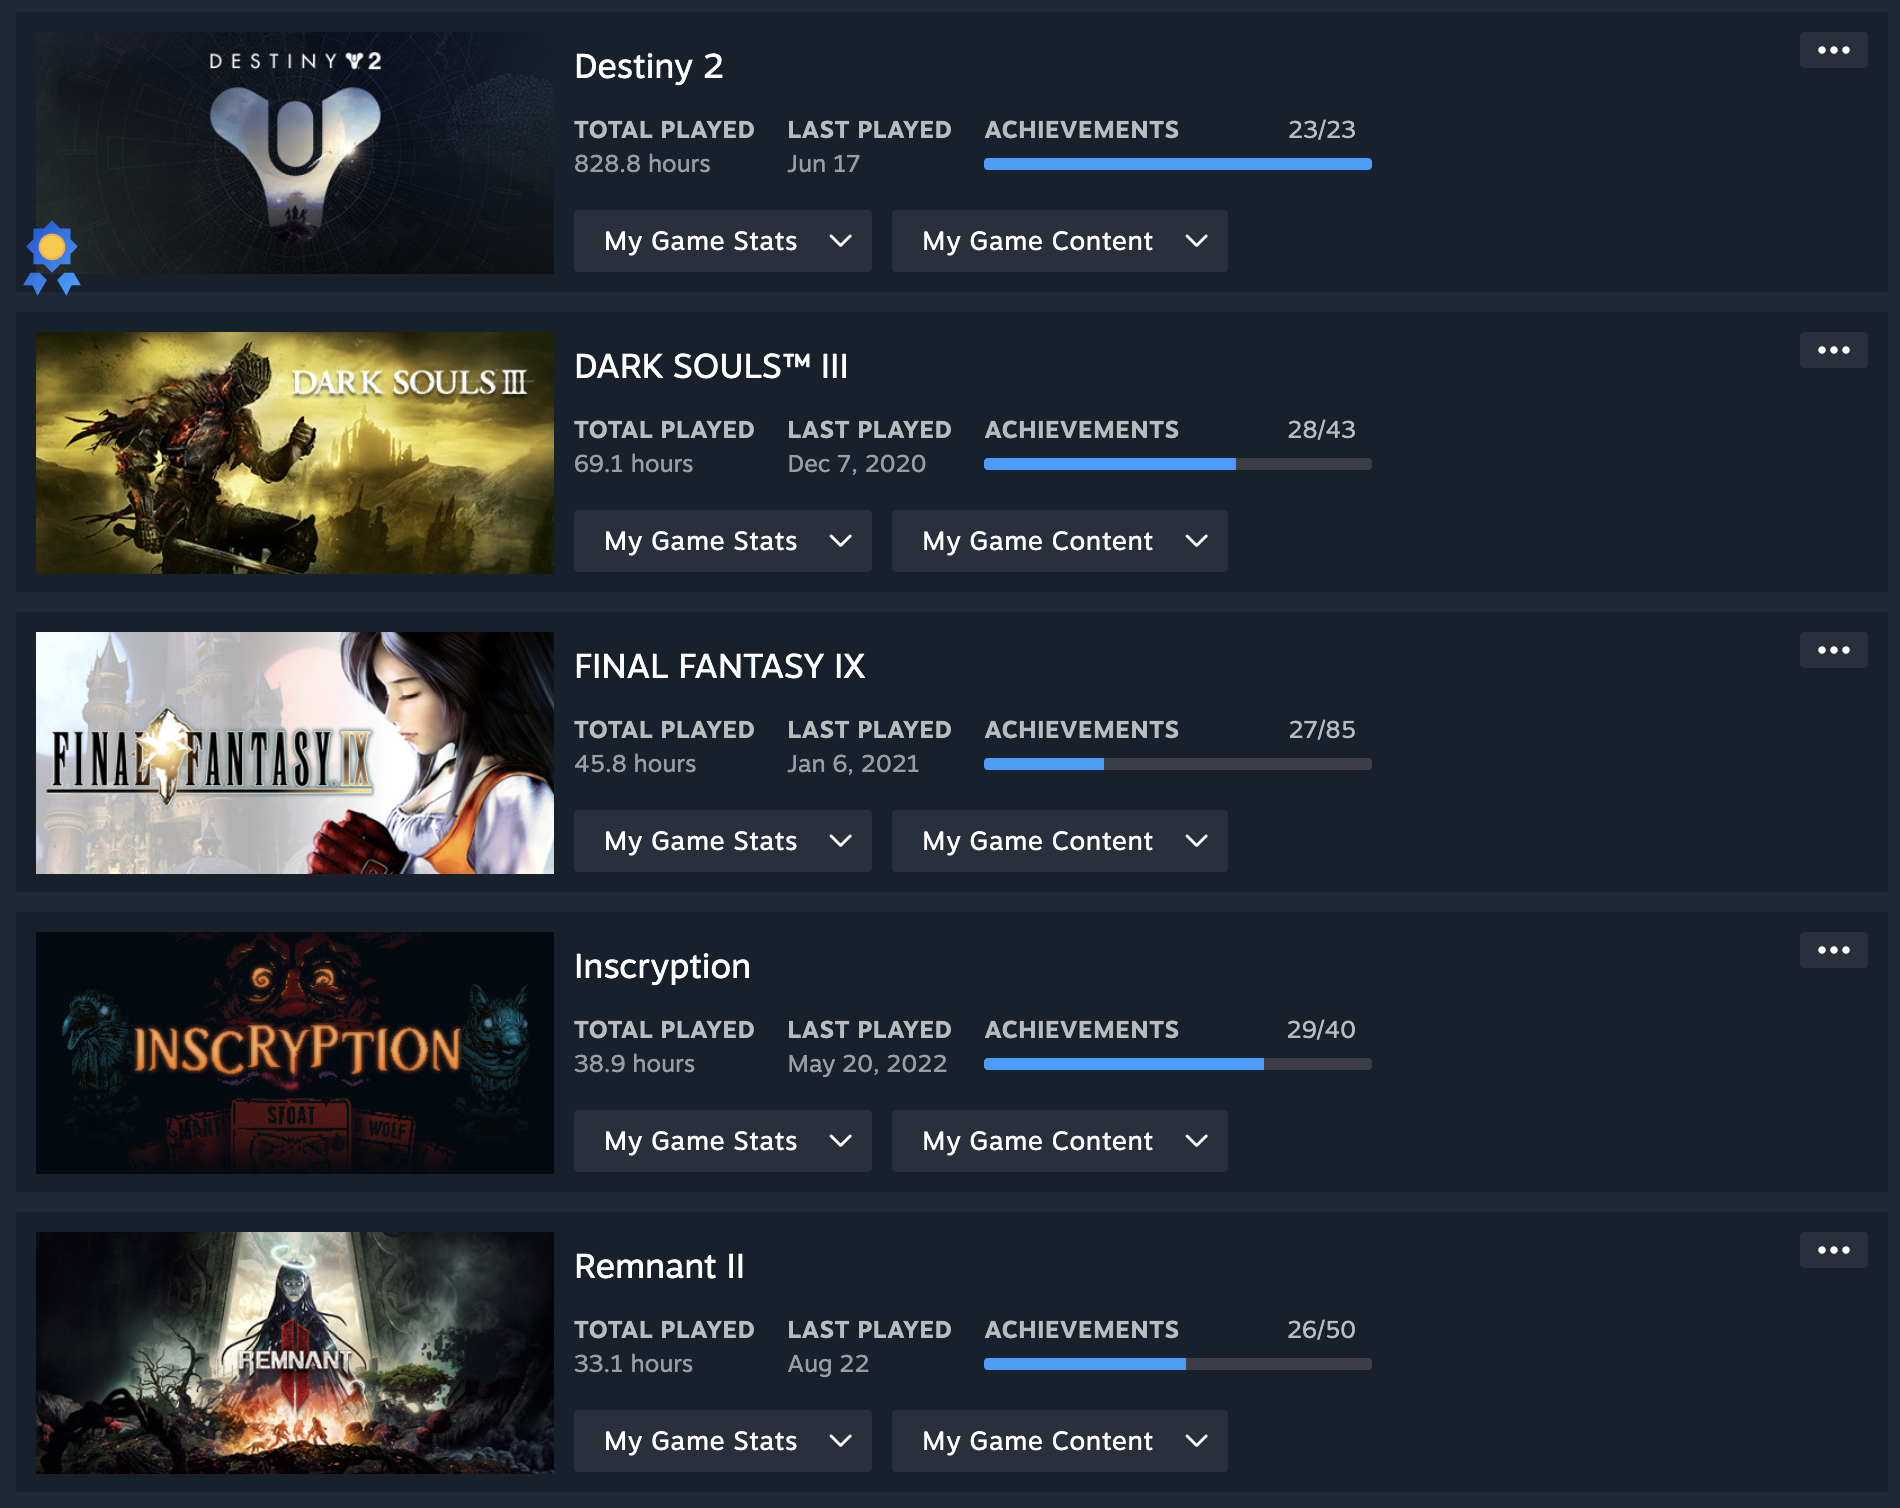 DESTINY 2
Destiny 2
TOTAL PLAYED LAST PLAYED ACHIEVEMENTS 23/23
828.8 hours Jun 17
My Game Stats My Game Content
DARK SOULS III
DARK SOULS™ III
TOTAL PLAYED LAST PLAYED ACHIEVEMENTS 28/43
69.1 hours Dec 7, 2020
My Game Stats My Game Content
FINAL FANTASY IX
FINAL FANTASY IX
TOTAL PLAYED LAST PLAYED ACHIEVEMENTS 27/85
45.8 hours Jan 6, 2021
My Game Stats My Game Content
INSCRYPTION
STOAT
WOLF
Inscryption
TOTAL PLAYED LAST PLAYED ACHIEVEMENTS 29/40
38.9 hours May 20, 2022
My Game Stats My Game Content
REMNANT
Remnant II
TOTAL PLAYED LAST PLAYED ACHIEVEMENTS 26/50
33.1 hours Aug 22
My Game Stats My Game Content